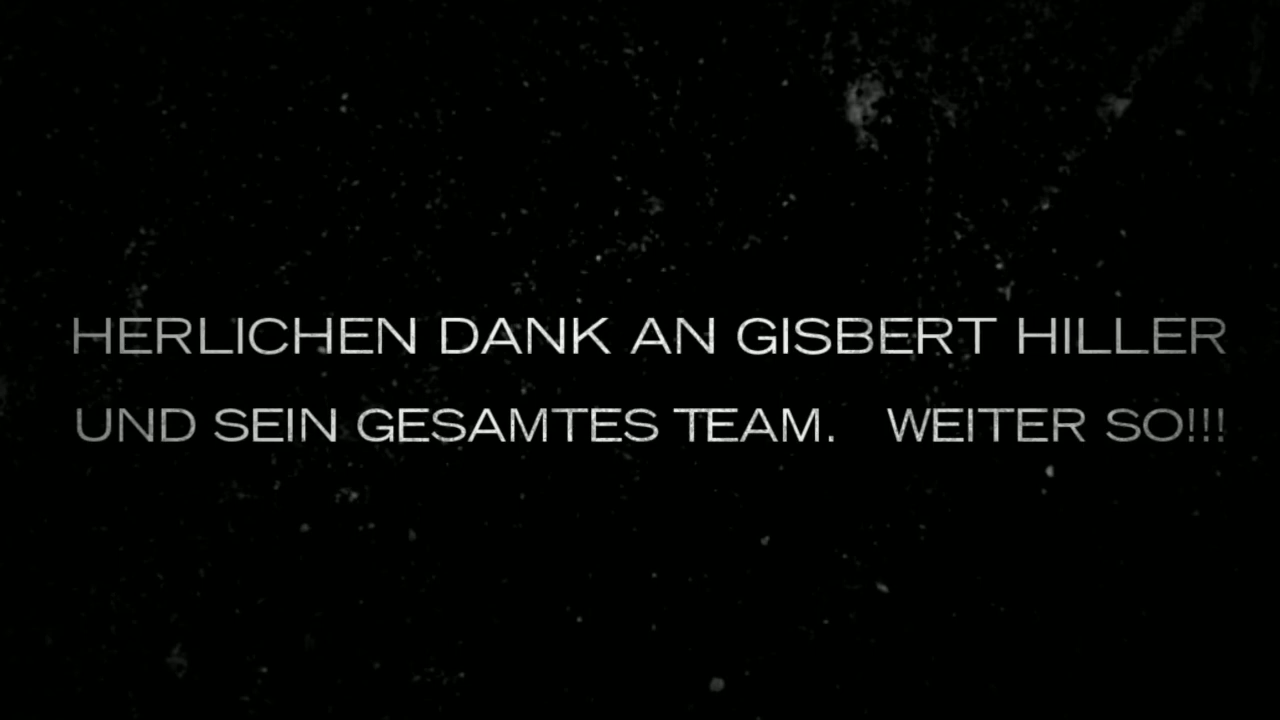 HERLICHEN DANK AN GISBERT HILLER
UND SEIN GESAMTES TEAM. WEITER SO!!!